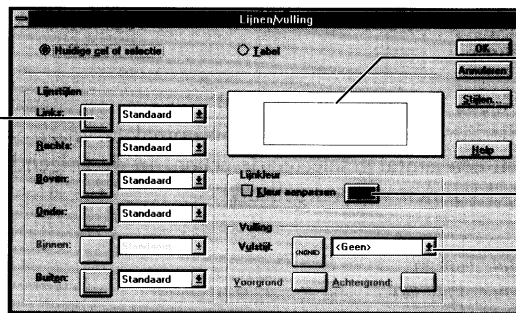 Lijnen/vulling
Huidige cel of selectie
Tabel
OK
Annuleren
Stijlen...
Help
Lijnstijlen
Links: Standaard
Rechts: Standaard
Boven: Standaard
Onder: Standaard
Binnen: Standaard
Buiten: Standaard
Lijnkleur
Kleur aanpassen
Vulling
Vulstijl: <NONE> <Geen>
Voorgrond: Achtergrond: